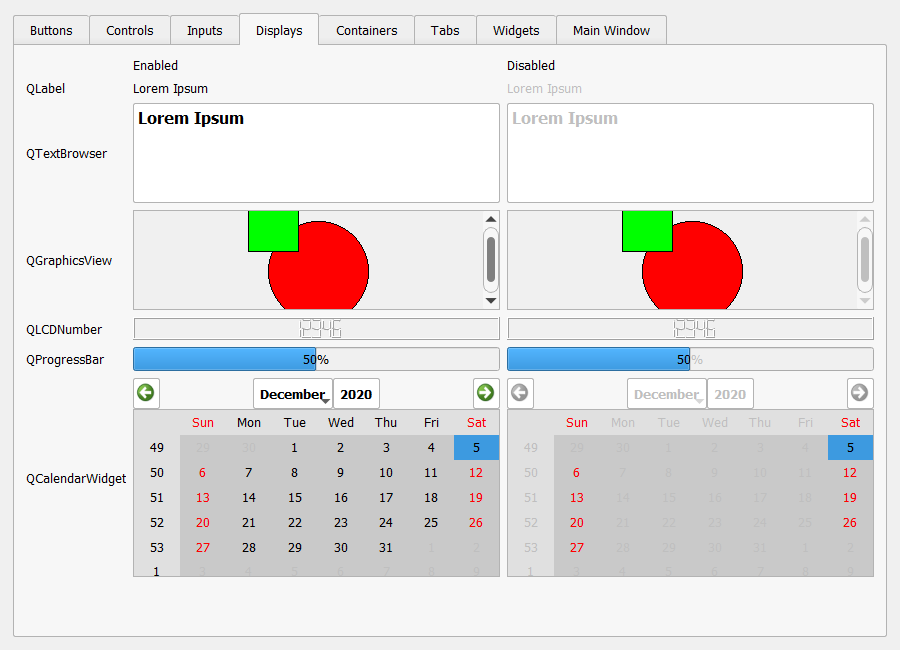 Buttons Controls Inputs Displays Containers Tabs Widgets Main Window
Enabled Disabled
QLabel Lorem Ipsum Lorem Ipsum
Lorem Ipsum Lorem Ipsum
QTextBrowser
QGraphicsView
QLCDNumber
QProgressBar 50% 50%
December 2020 December 2020
Sun Mon Tue Wed Thu Fri Sat Sun Mon Tue Wed Thu Fri Sat
49 29 30 1 2 3 4 5 49 29 30 1 2 3 4 5
50 6 7 8 9 10 11 12 50 6 7 8 9 10 11 12
QCalendarWidget
51 13 14 15 16 17 18 19 51 13 14 15 16 17 18 19
52 20 21 22 23 24 25 26 52 20 21 22 23 24 25 26
53 27 28 29 30 31 1 2 53 27 28 29 30 31 1 2
1 3 4 5 6 7 8 9 1 3 4 5 6 7 8 9